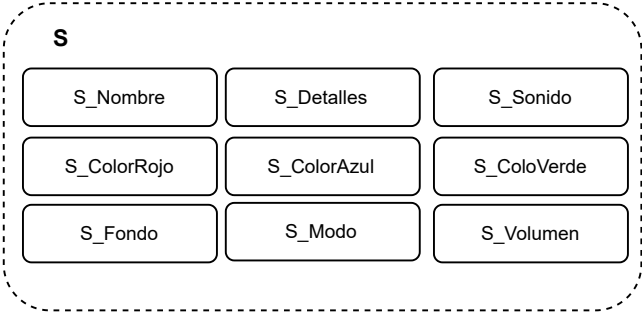 S
S_Nombre S_Detalles S_Sonido
S_ColorRojo S_ColorAzul S_ColoVerde
S_Fondo S_Modo S_Volumen